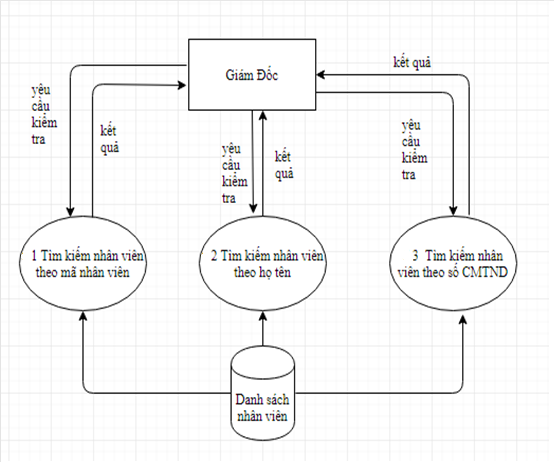 Giám Đốc
kết quả
yêu
cầu
kiểm
tra
kết
quả
yêu
cầu
kiểm
tra
kết
quả
yêu
cầu
kiểm
tra
1 Tìm kiếm nhân viên
theo mã nhân viên
2 Tìm kiếm nhân viên
theo họ tên
3 Tìm kiếm nhân
viên theo số CMTND
Danh sách
nhân viên